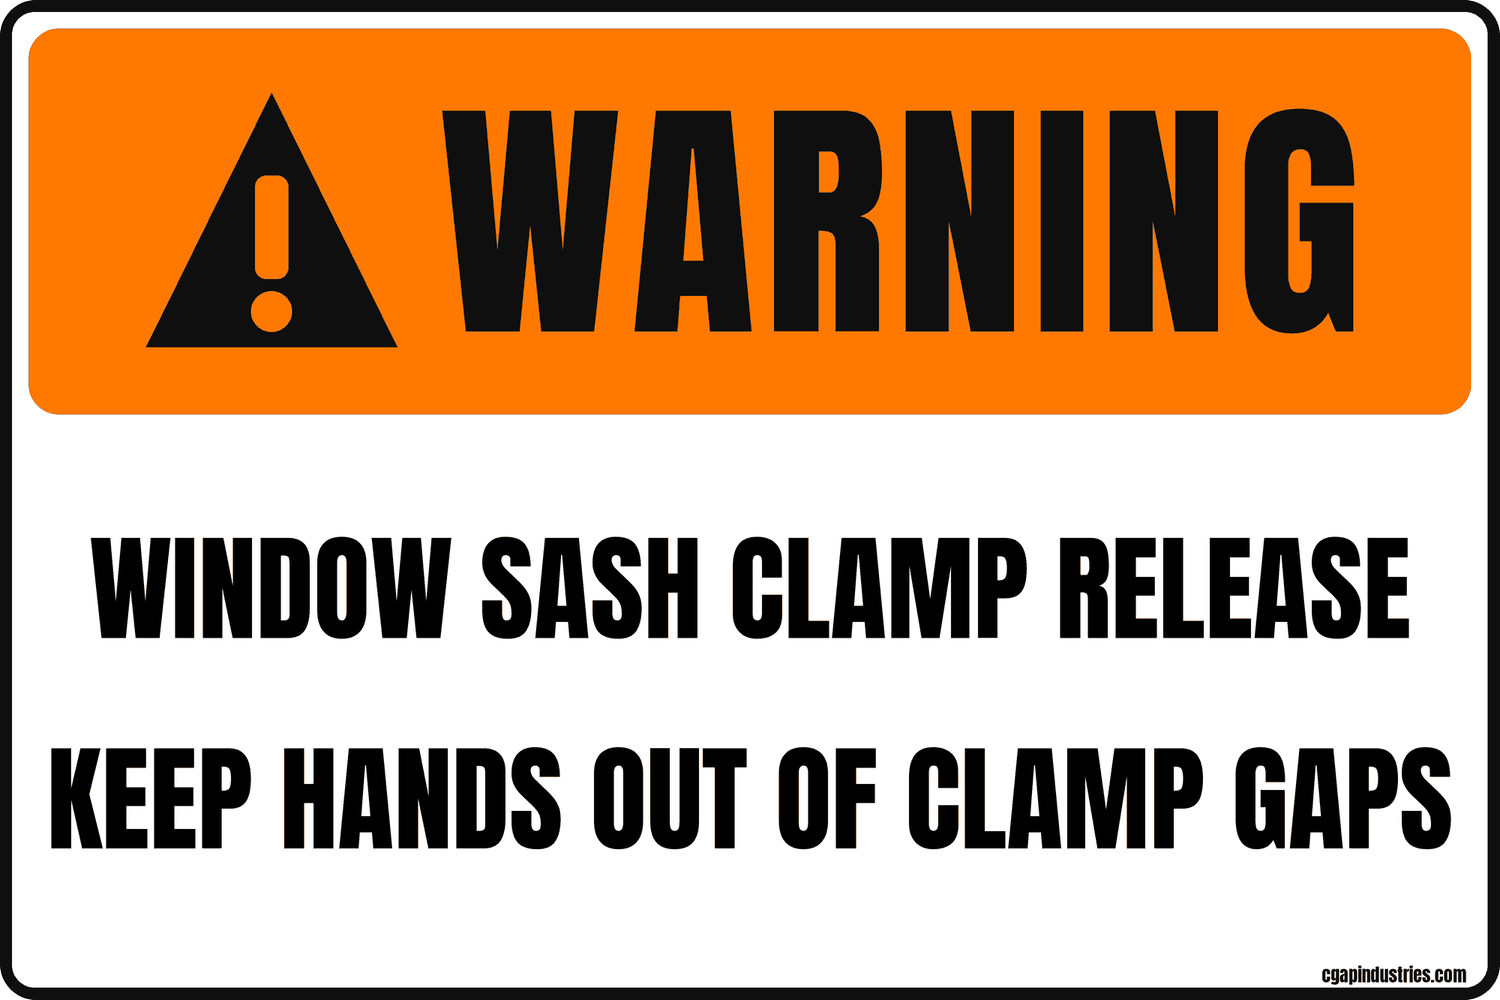 WARNING
WINDOW SASH CLAMP RELEASE
KEEP HANDS OUT OF CLAMP GAPS
cgapindustries.com